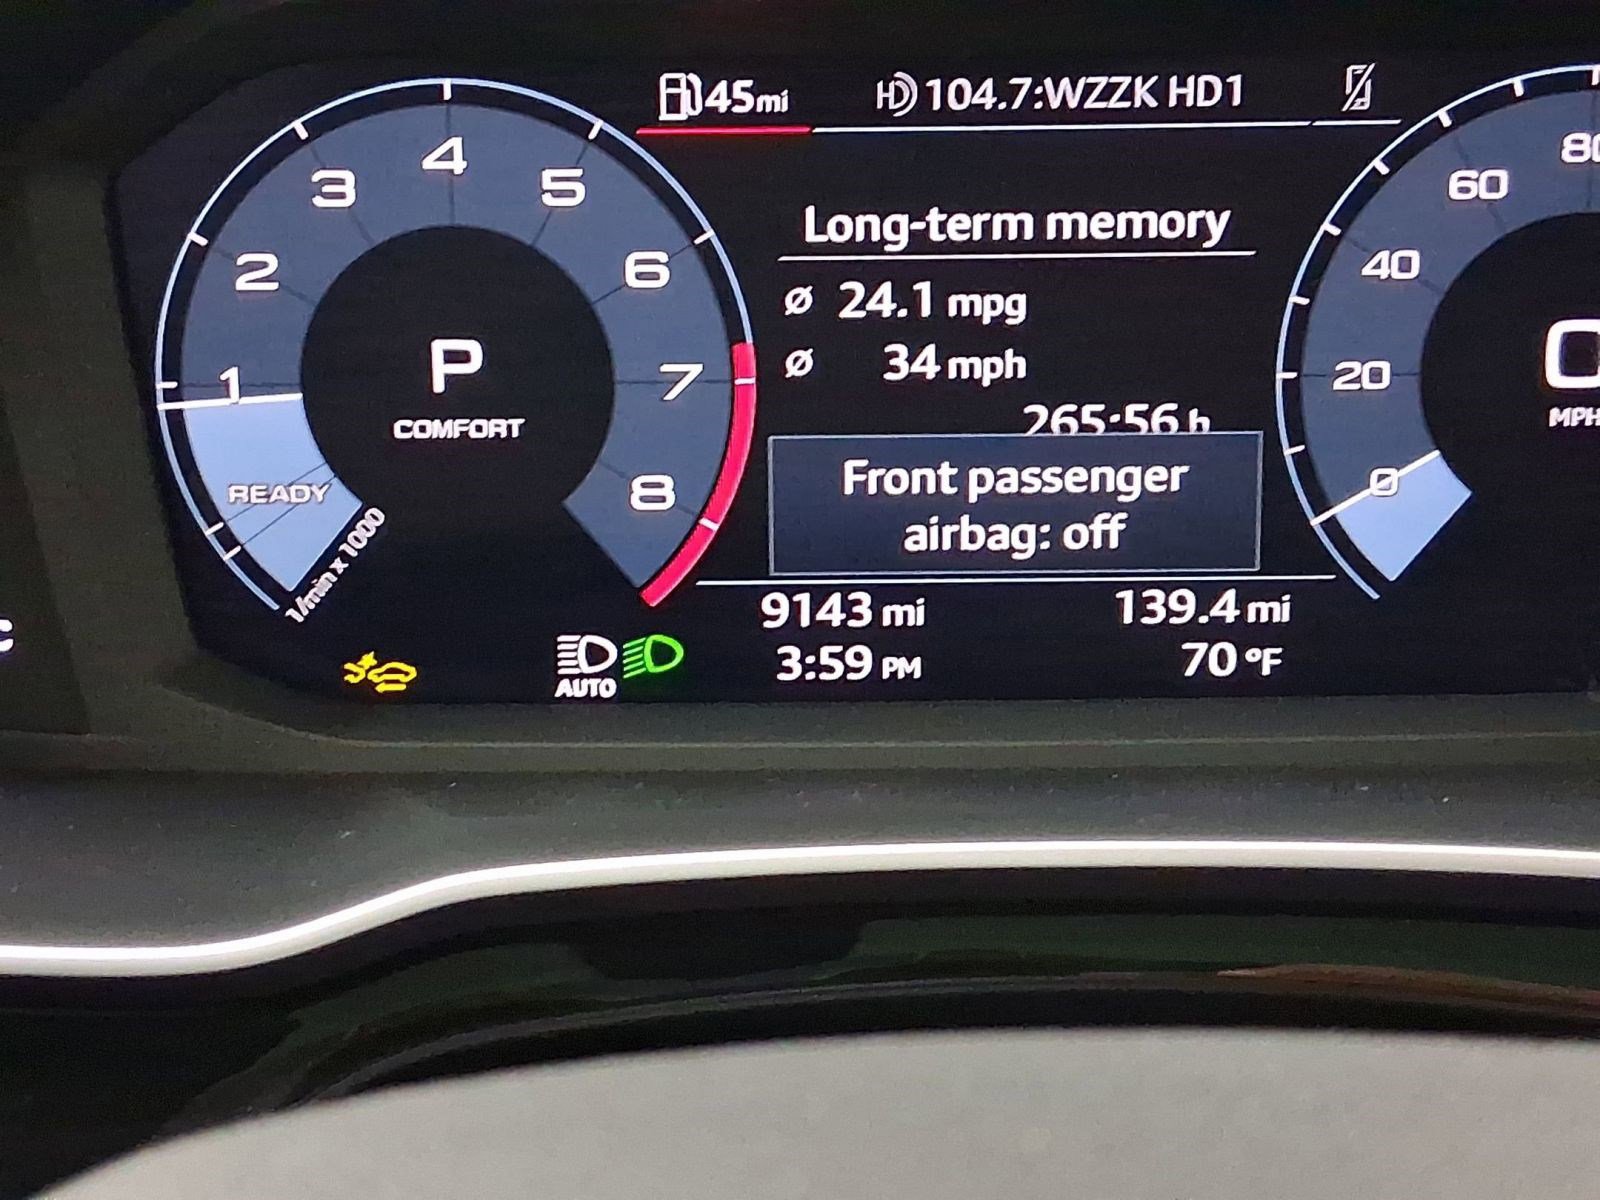 45mi
HD 104.7:WZZK HD1
1
2
3
4
5
6
7
8
P
COMFORT
READY
1/min x 1000
Long-term memory
ø 24.1 mpg
ø 34 mph
265:56 h
Front passenger
airbag: off
9143 mi 139.4 mi
3:59 PM 70 °F
AUTO
0
20
40
60
0
MPH
C